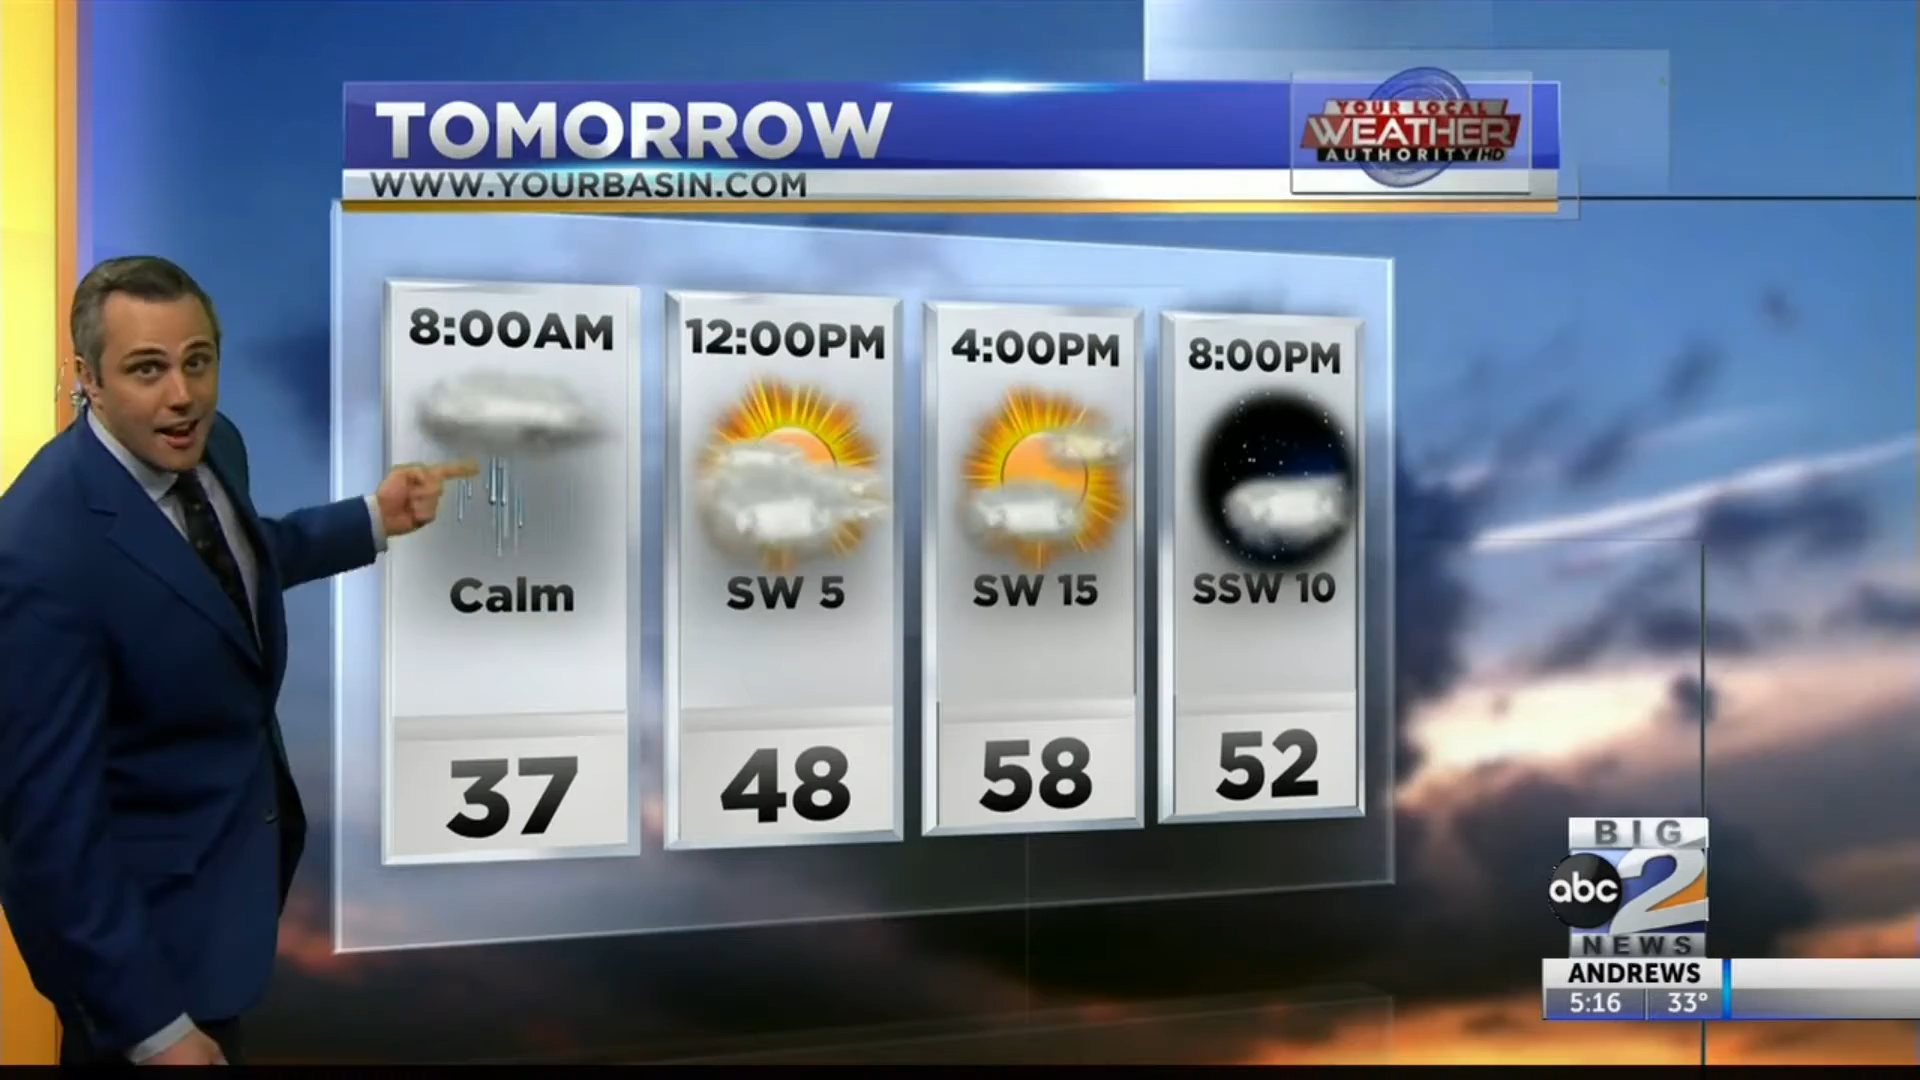 TOMORROW
WWW.YOURBASIN.COM
YOUR LOCAL
WEATHER
AUTHORITY HD
8:00AM
Calm
37
12:00PM
SW 5
48
4:00PM
SW 15
58
8:00PM
SSW 10
52
BIG
abc 2
NEWS
ANDREWS
5:16 33°